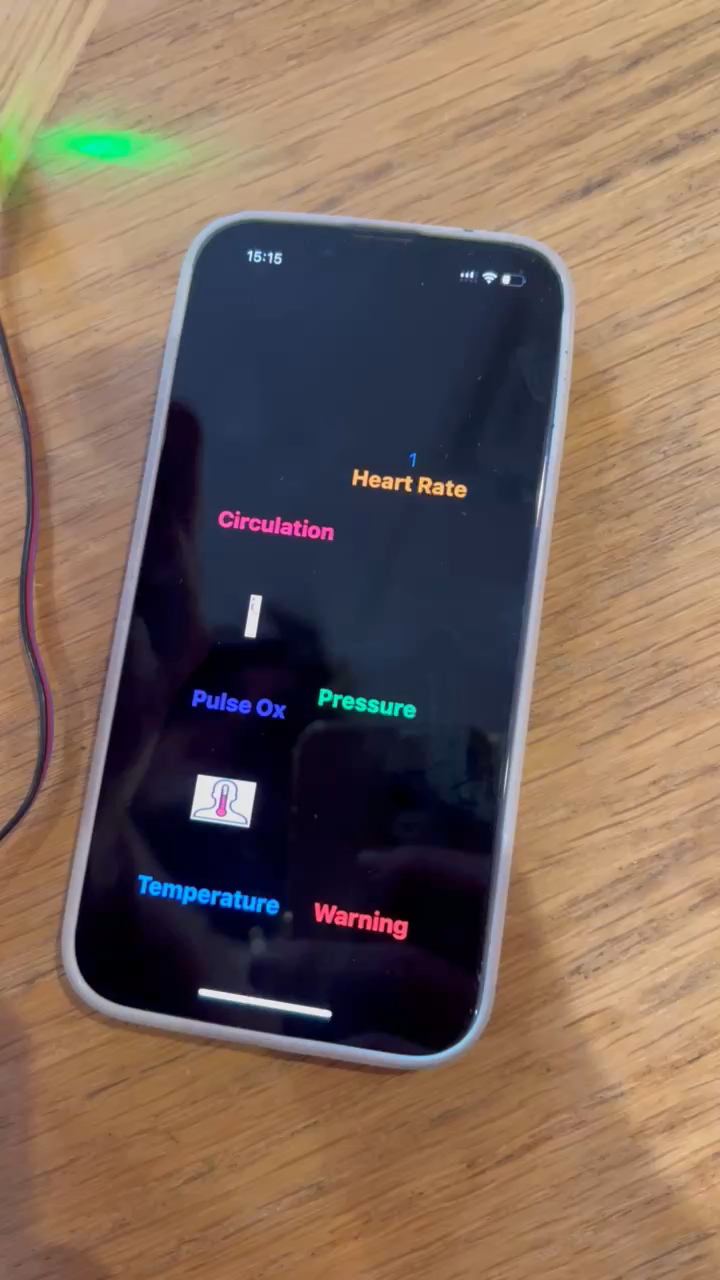 15:15
1
Heart Rate
Circulation
Pulse Ox
Pressure
Temperature
Warning